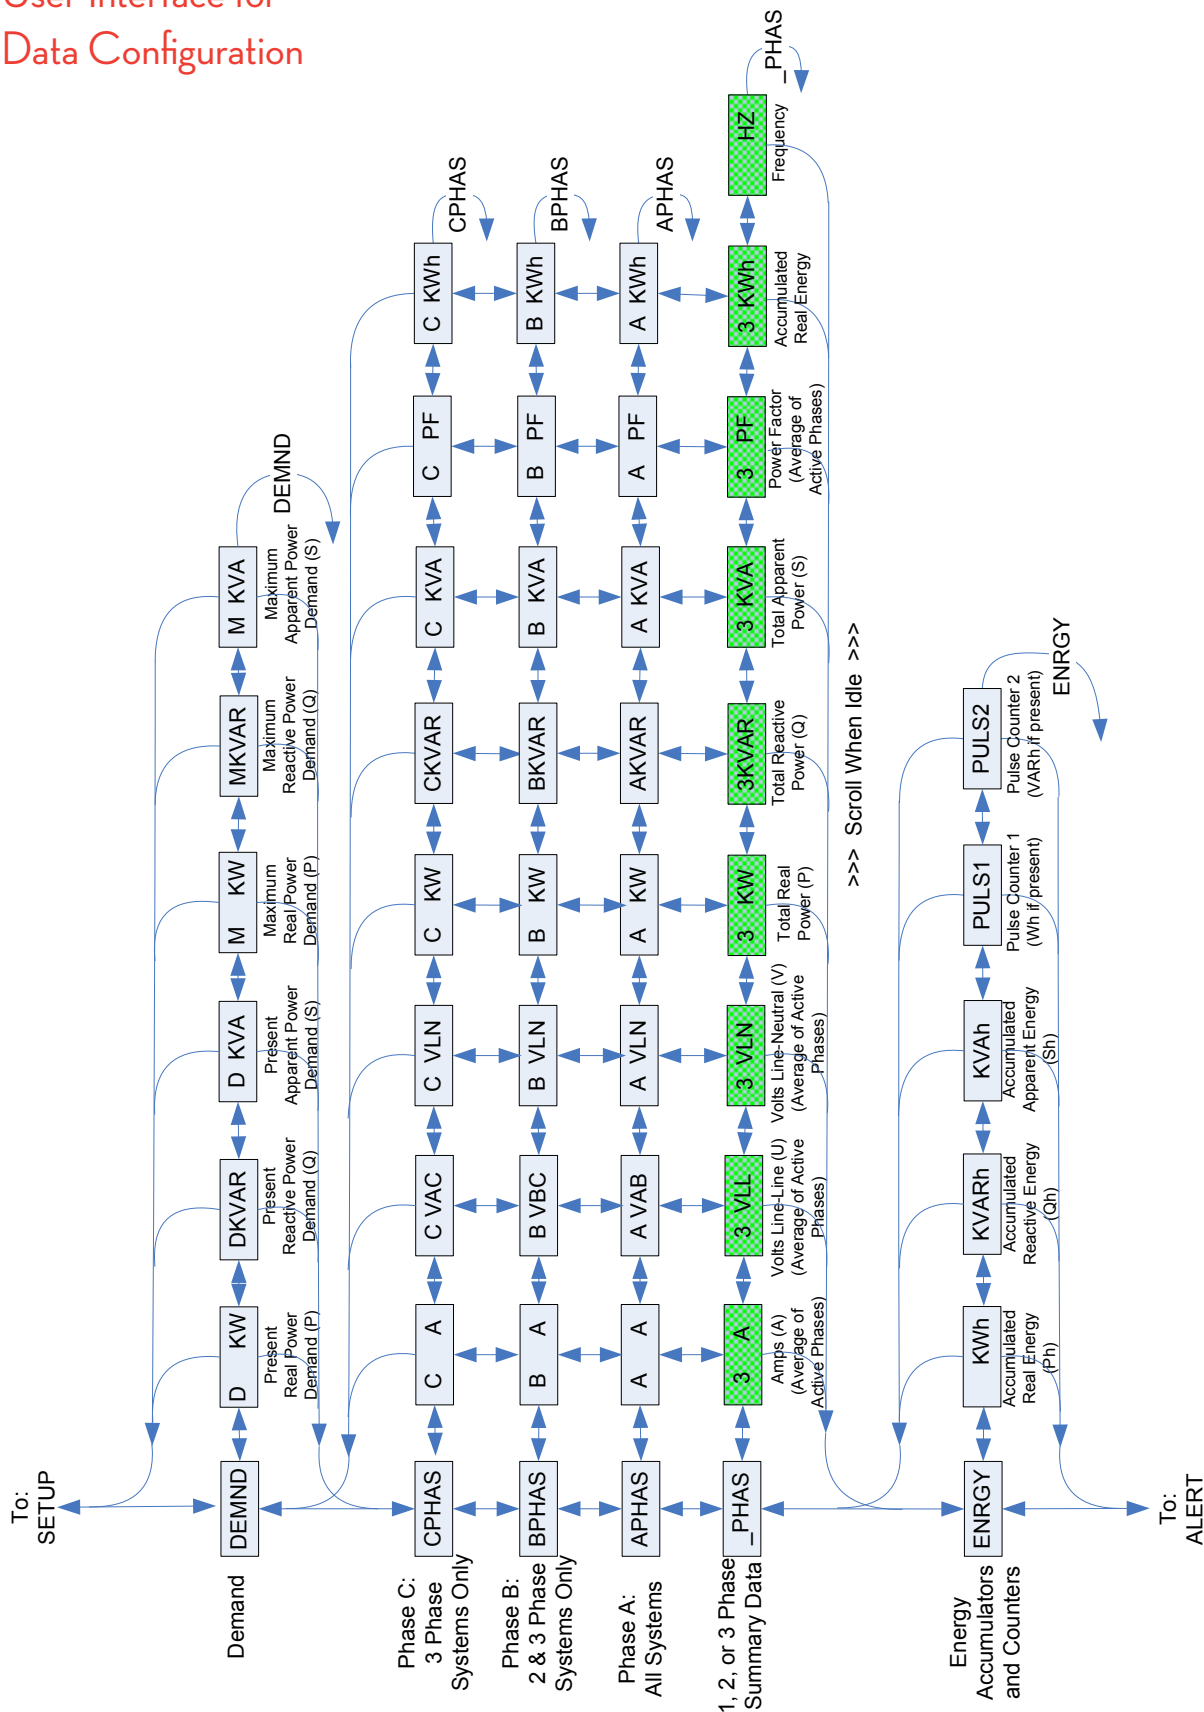 User Interface for
Data Configuration
To:
SETUP
Demand
DEMND
D KW
Present
Real Power
Demand (P)
DKVAR
Present
Reactive Power
Demand (Q)
D KVA
Present
Apparent Power
Demand (S)
M KW
Maximum
Real Power
Demand (P)
MKVAR
Maximum
Reactive Power
Demand (Q)
M KVA
Maximum
Apparent Power
Demand (S)
DEMND
Phase C:
3 Phase
Systems Only
CPHAS
C A
C VAC
C VLN
C KW
CKVAR
C KVA
C PF
C KWh
CPHAS
Phase B:
2 & 3 Phase
Systems Only
BPHAS
B A
B VBC
B VLN
B KW
BKVAR
B KVA
B PF
B KWh
BPHAS
Phase A:
All Systems
APHAS
A A
A VAB
A VLN
A KW
AKVAR
A KVA
A PF
A KWh
APHAS
1, 2, or 3 Phase
Summary Data
_PHAS
3 A
Amps (A)
(Average of
Active Phases)
3 VLL
Volts Line-Line (U)
(Average of Active
Phases)
3 VLN
Volts Line-Neutral (V)
(Average of Active
Phases)
3 KW
Total Real
Power (P)
3KVAR
Total Reactive
Power (Q)
3 KVA
Total Apparent
Power (S)
3 PF
Power Factor
(Average of
Active Phases)
3 KWh
Accumulated
Real Energy
HZ
Frequency
_PHAS
>>> Scroll When Idle >>>
Energy
Accumulators
and Counters
ENRGY
KWh
Accumulated
Real Energy
(Ph)
KVARh
Accumulated
Reactive Energy
(Qh)
KVAh
Accumulated
Apparent Energy
(Sh)
PULS1
Pulse Counter 1
(Wh if present)
PULS2
Pulse Counter 2
(VARh if present)
ENRGY
To:
ALERT